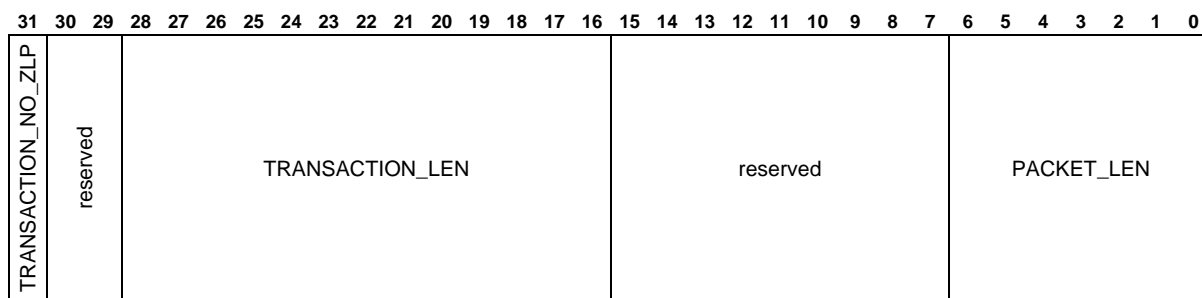 31 30 29 28 27 26 25 24 23 22 21 20 19 18 17 16 15 14 13 12 11 10 9 8 7 6 5 4 3 2 1 0
TRANSACTION_NO_ZLP
reserved
TRANSACTION_LEN
reserved
PACKET_LEN